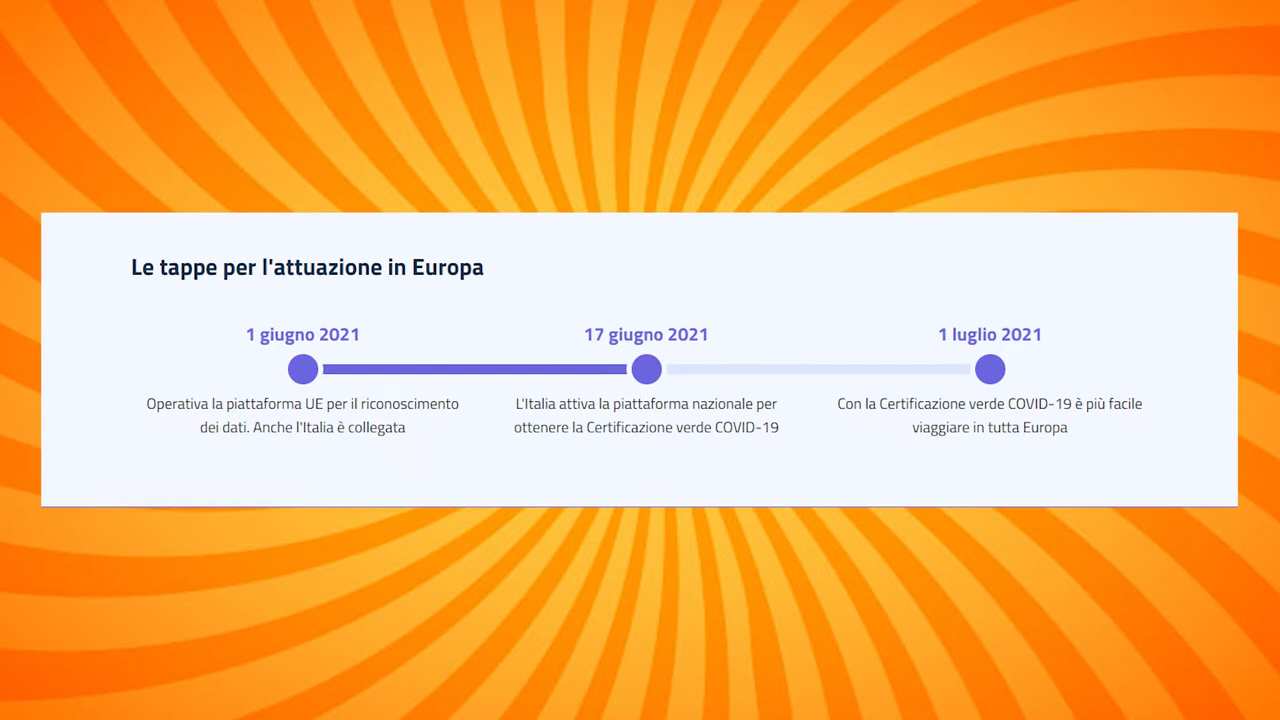 Le tappe per l'attuazione in Europa
1 giugno 2021
Operativa la piattaforma UE per il riconoscimento
dei dati. Anche l'Italia è collegata
17 giugno 2021
L'Italia attiva la piattaforma nazionale per
ottenere la Certificazione verde COVID-19
1 luglio 2021
Con la Certificazione verde COVID-19 è più facile
viaggiare in tutta Europa